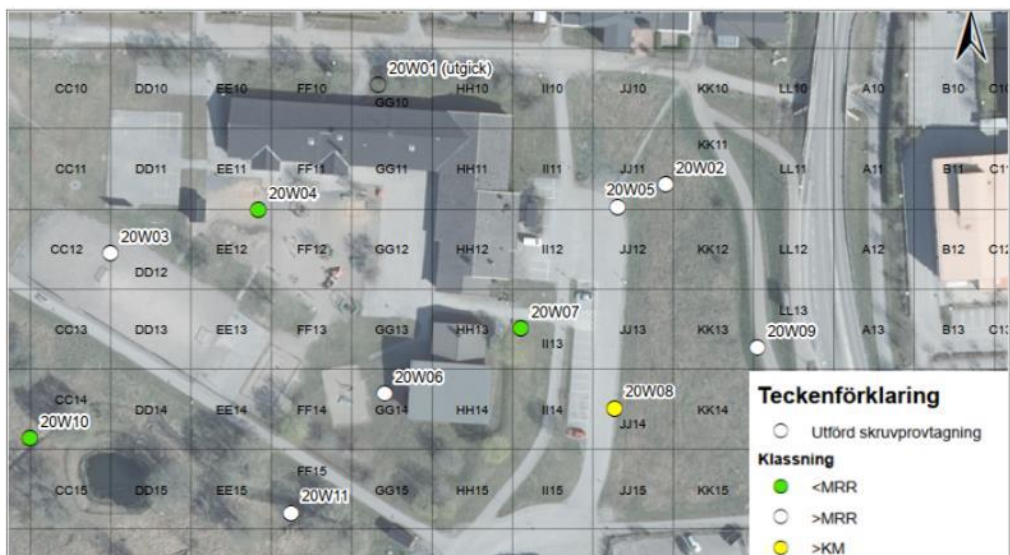 20W01 (utgick)
CC10 DD10 EE10 FF10 GG10 HH10 II10 JJ10 KK10 LL10 A10 B10 C10
KK11
CC11 DD11 EE11 FF11 GG11 HH11 II11 JJ11 LL11 A11 B11 C1
20W02
20W04
20W05
20W03
CC12 DD12 EE12 FF12 GG12 HH12 II12 JJ12 KK12 LL12 A12 B12 C12
20W07
LL13
CC13 DD13 EE13 FF13 GG13 HH13 II13 JJ13 KK13 A13 B13 C13
20W09
20W06
20W08
Teckenförklaring
CC14 DD14 EE14 FF14 GG14 HH14 II14 JJ14 KK14
20W10
Utförd skruvprovtagning
Klassning
FF15
CC15 DD15 EE15 GG15 HH15 II15 JJ15 KK15
<MRR
20W11
>MRR
>KM